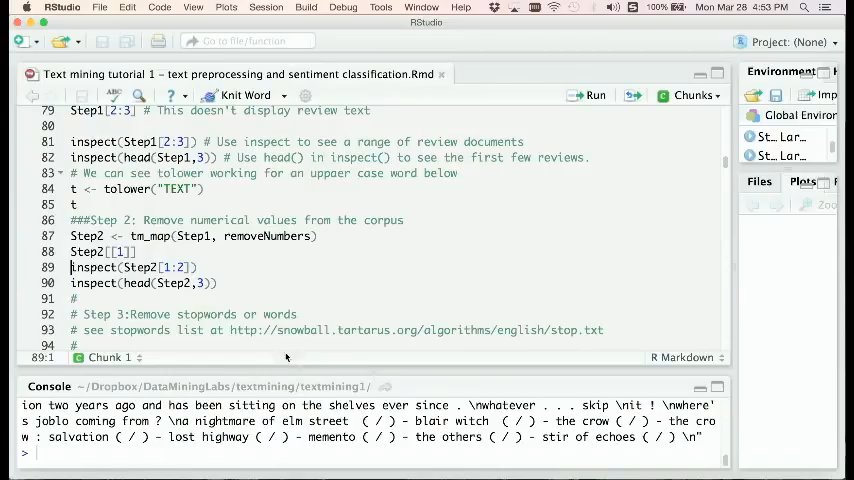 RStudio File Edit Code View Plots Session Build Debug Tools Window Help 100% Mon Mar 28 4:53 PM
RStudio
Go to file/function
Project: (None)
Text mining tutorial 1 – text preprocessing and sentiment classification.Rmd
ABC Knit Word Run Chunks
79 Step1[2:3] # This doesn't display review text
80
81 inspect(Step1[2:3]) # Use inspect to see a range of review documents
82 inspect(head(Step1,3)) # Use head() in inspect() to see the first few reviews.
83 # We can see tolower working for an uppaer case word below
84 t <- tolower("TEXT")
85 t
86 ###Step 2: Remove numerical values from the corpus
87 Step2 <- tm_map(Step1, removeNumbers)
88 Step2[[1]]
89 inspect(Step2[1:2])
90 inspect(head(Step2,3))
91 #
92 # Step 3:Remove stopwords or words
93 # see stopwords list at http://snowball.tartarus.org/algorithms/english/stop.txt
94 #
89:1 Chunk 1 R Markdown
Console ~/Dropbox/DataMiningLabs/textmining/textmining1/
ion two years ago and has been sitting on the shelves ever since . \nwhatever . . . skip \nit ! \nwhere'
s joblo coming from ? \na nightmare of elm street  ( / ) - blair witch  ( / ) - the crow ( / ) - the cro
w : salvation ( / ) - lost highway ( / ) - memento ( / ) - the others ( / ) - stir of echoes ( / ) \n"
>
Environment
Imp
Global Environ
St... Lar...
St... Lar...
Files Plots
Zoo